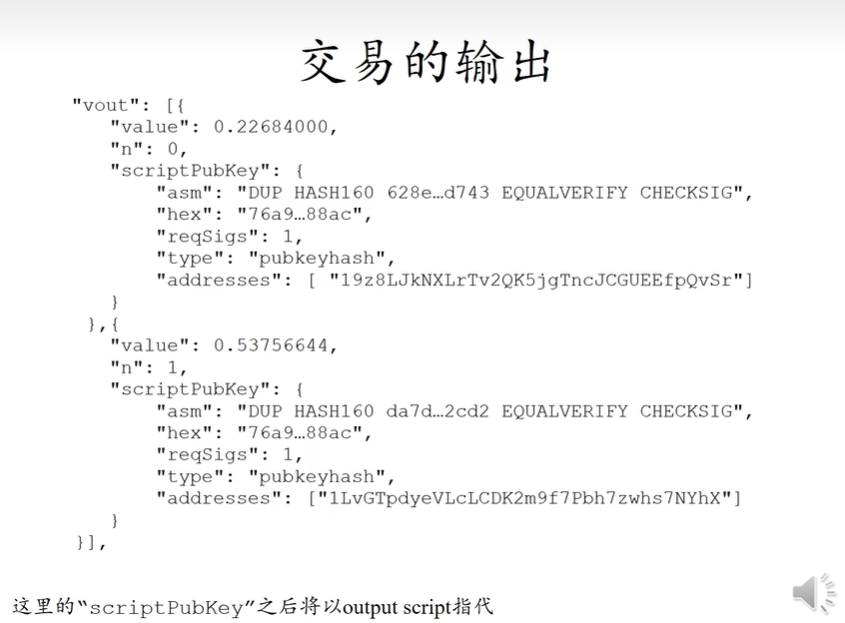 交易的输出
"vout": [{
"value": 0.22684000,
"n": 0,
"scriptPubKey": {
"asm": "DUP HASH160 628e…d743 EQUALVERIFY CHECKSIG",
"hex": "76a9…88ac",
"reqSigs": 1,
"type": "pubkeyhash",
"addresses": [ "19z8LJkNXLrTv2QK5jgTncJCGUEEfpQvSr"]
}
},{
"value": 0.53756644,
"n": 1,
"scriptPubKey": {
"asm": "DUP HASH160 da7d…2cd2 EQUALVERIFY CHECKSIG",
"hex": "76a9…88ac",
"reqSigs": 1,
"type": "pubkeyhash",
"addresses": ["1LvGTpdyeVLcLCDK2m9f7Pbh7zwhs7NYhX"]
}
}],
这里的“scriptPubKey”之后将以output script指代